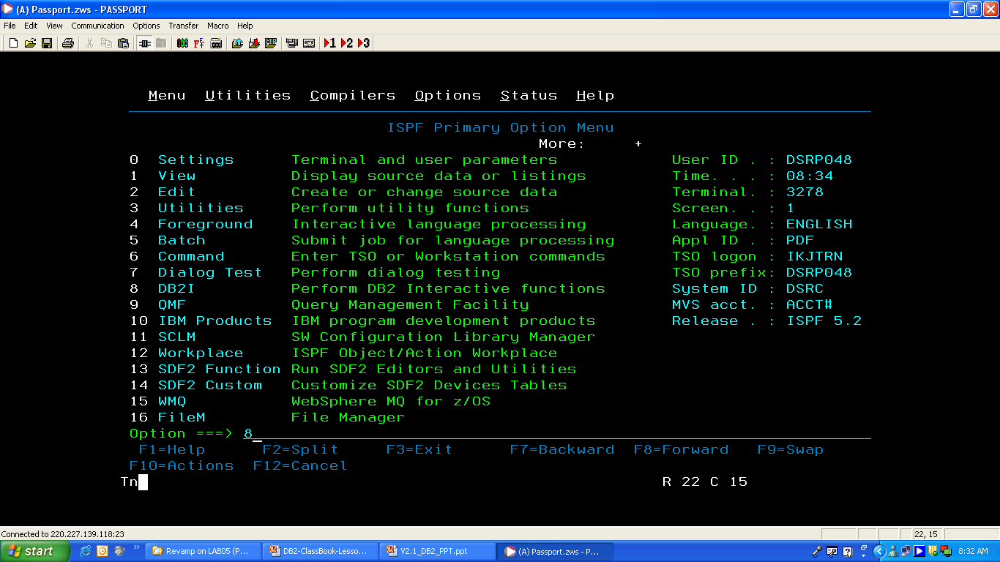 (A) Passport.zws - PASSPORT
File Edit View Communication Options Transfer Macro Help
1 2 3
Menu Utilities Compilers Options Status Help
ISPF Primary Option Menu
More: +
0 Settings Terminal and user parameters User ID . : DSRP048
1 View Display source data or listings Time. . . : 08:34
2 Edit Create or change source data Terminal. : 3278
3 Utilities Perform utility functions Screen. . : 1
4 Foreground Interactive language processing Language. : ENGLISH
5 Batch Submit job for language processing Appl ID . : PDF
6 Command Enter TSO or Workstation commands TSO logon : IKJTRN
7 Dialog Test Perform dialog testing TSO prefix: DSRP048
8 DB2I Perform DB2 Interactive functions System ID : DSRC
9 QMF Query Management Facility MVS acct. : ACCT#
10 IBM Products IBM program development products Release . : ISPF 5.2
11 SCLM SW Configuration Library Manager
12 Workplace ISPF Object/Action Workplace
13 SDF2 Function Run SDF2 Editors and Utilities
14 SDF2 Custom Customize SDF2 Devices Tables
15 WMQ WebSphere MQ for z/OS
16 FileM File Manager
Option ===> 8
F1=Help F2=Split F3=Exit F7=Backward F8=Forward F9=Swap
F10=Actions F12=Cancel
Tn R 22 C 15
Connected to 220.227.139.118:23 22, 15
start Revamp on LAB05 (P... DB2-ClassBook-Lesso... V2.1_DB2_PPT.ppt (A) Passport.zws - P... 8:32 AM